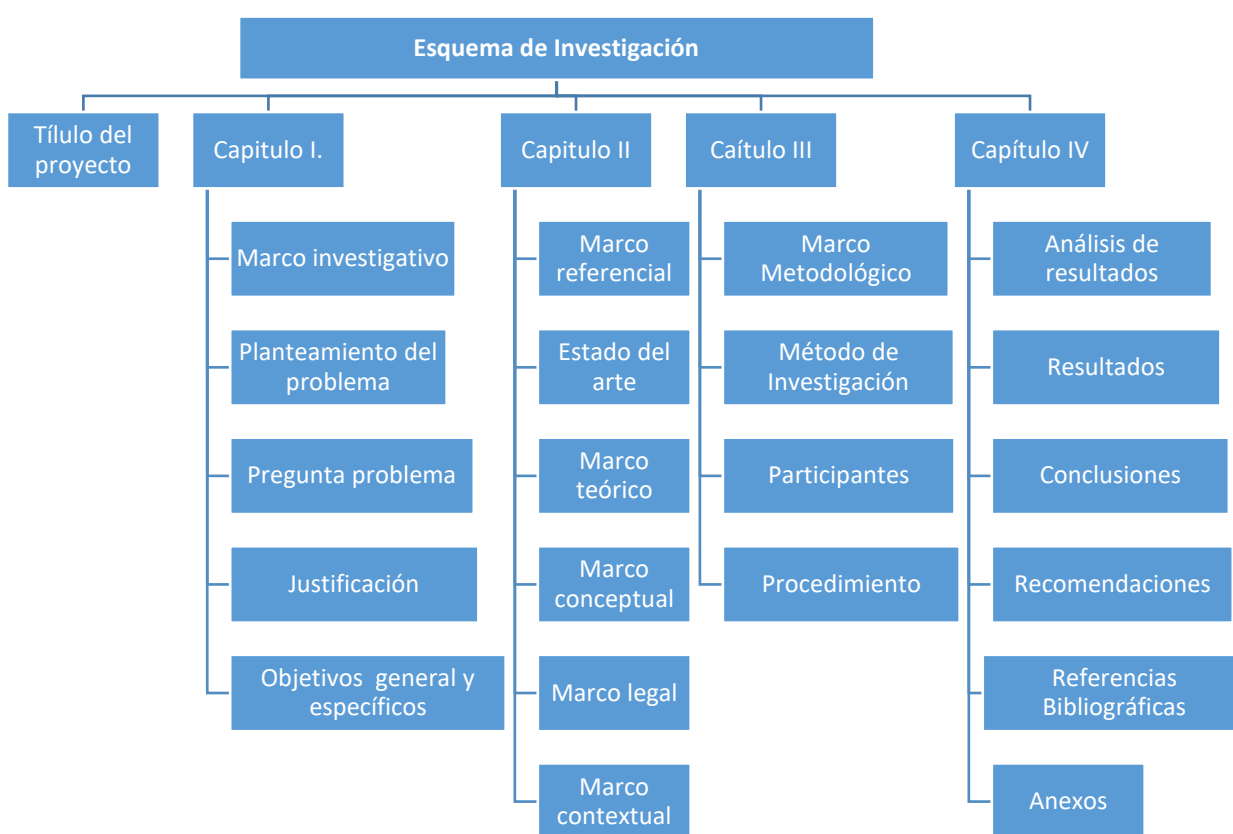 Esquema de Investigación
Tílulo del
proyecto
Capitulo I.
Marco investigativo
Planteamiento del
problema
Pregunta problema
Justificación
Objetivos general y
específicos
Capitulo II
Marco
referencial
Estado del
arte
Marco
teórico
Marco
conceptual
Marco legal
Marco
contextual
Caítulo III
Marco
Metodológico
Método de
Investigación
Participantes
Procedimiento
Capítulo IV
Análisis de
resultados
Resultados
Conclusiones
Recomendaciones
Referencias
Bibliográficas
Anexos